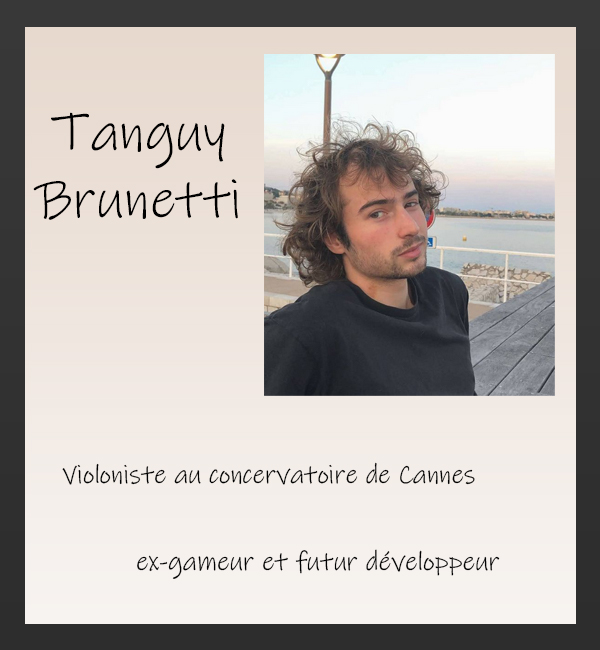 Tanguy
Brunetti
Violoniste au concervatoire de Cannes
ex-gameur et futur développeur